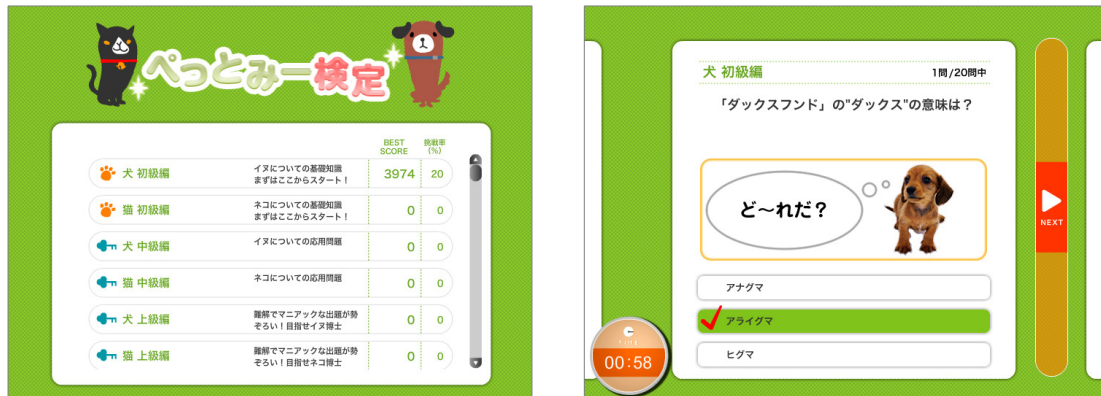 ぺっとみー検定
BEST SCORE
挑戦率 (%)
犬 初級編
イヌについての基礎知識
まずはここからスタート！
3974
20
猫 初級編
ネコについての基礎知識
まずはここからスタート！
0
0
犬 中級編
イヌについての応用問題
0
0
猫 中級編
ネコについての応用問題
0
0
犬 上級編
難解でマニアックな出題が勢
ぞろい！目指せイヌ博士
0
0
猫 上級編
難解でマニアックな出題が勢
ぞろい！目指せネコ博士
0
0
犬 初級編
1問/20問中
「ダックスフンド」の"ダックス"の意味は？
ど〜れだ？
NEXT
アナグマ
アライグマ
ヒグマ
TIME
00:58